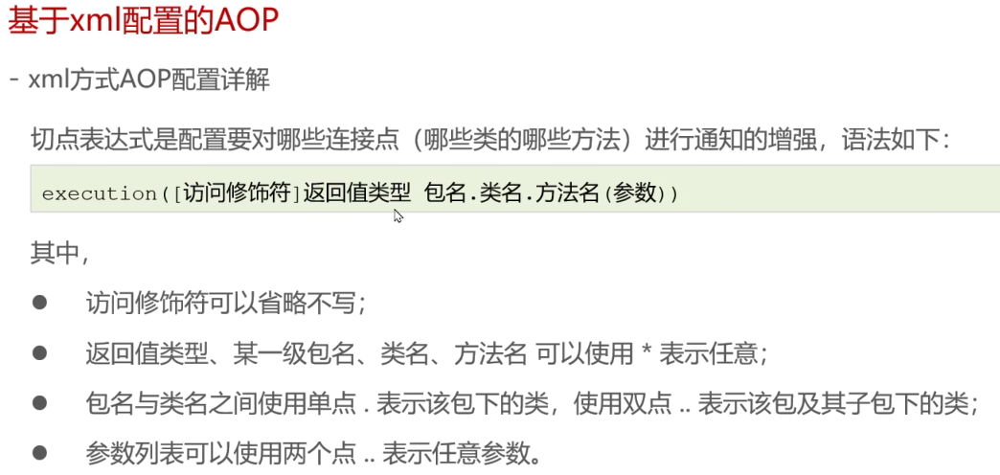 基于xml配置的AOP
- xml方式AOP配置详解
切点表达式是配置要对哪些连接点（哪些类的哪些方法）进行通知的增强，语法如下：
execution([访问修饰符]返回值类型 包名.类名.方法名(参数))
其中，
● 访问修饰符可以省略不写；
● 返回值类型、某一级包名、类名、方法名 可以使用 * 表示任意；
● 包名与类名之间使用单点 . 表示该包下的类，使用双点 .. 表示该包及其子包下的类；
● 参数列表可以使用两个点 .. 表示任意参数。